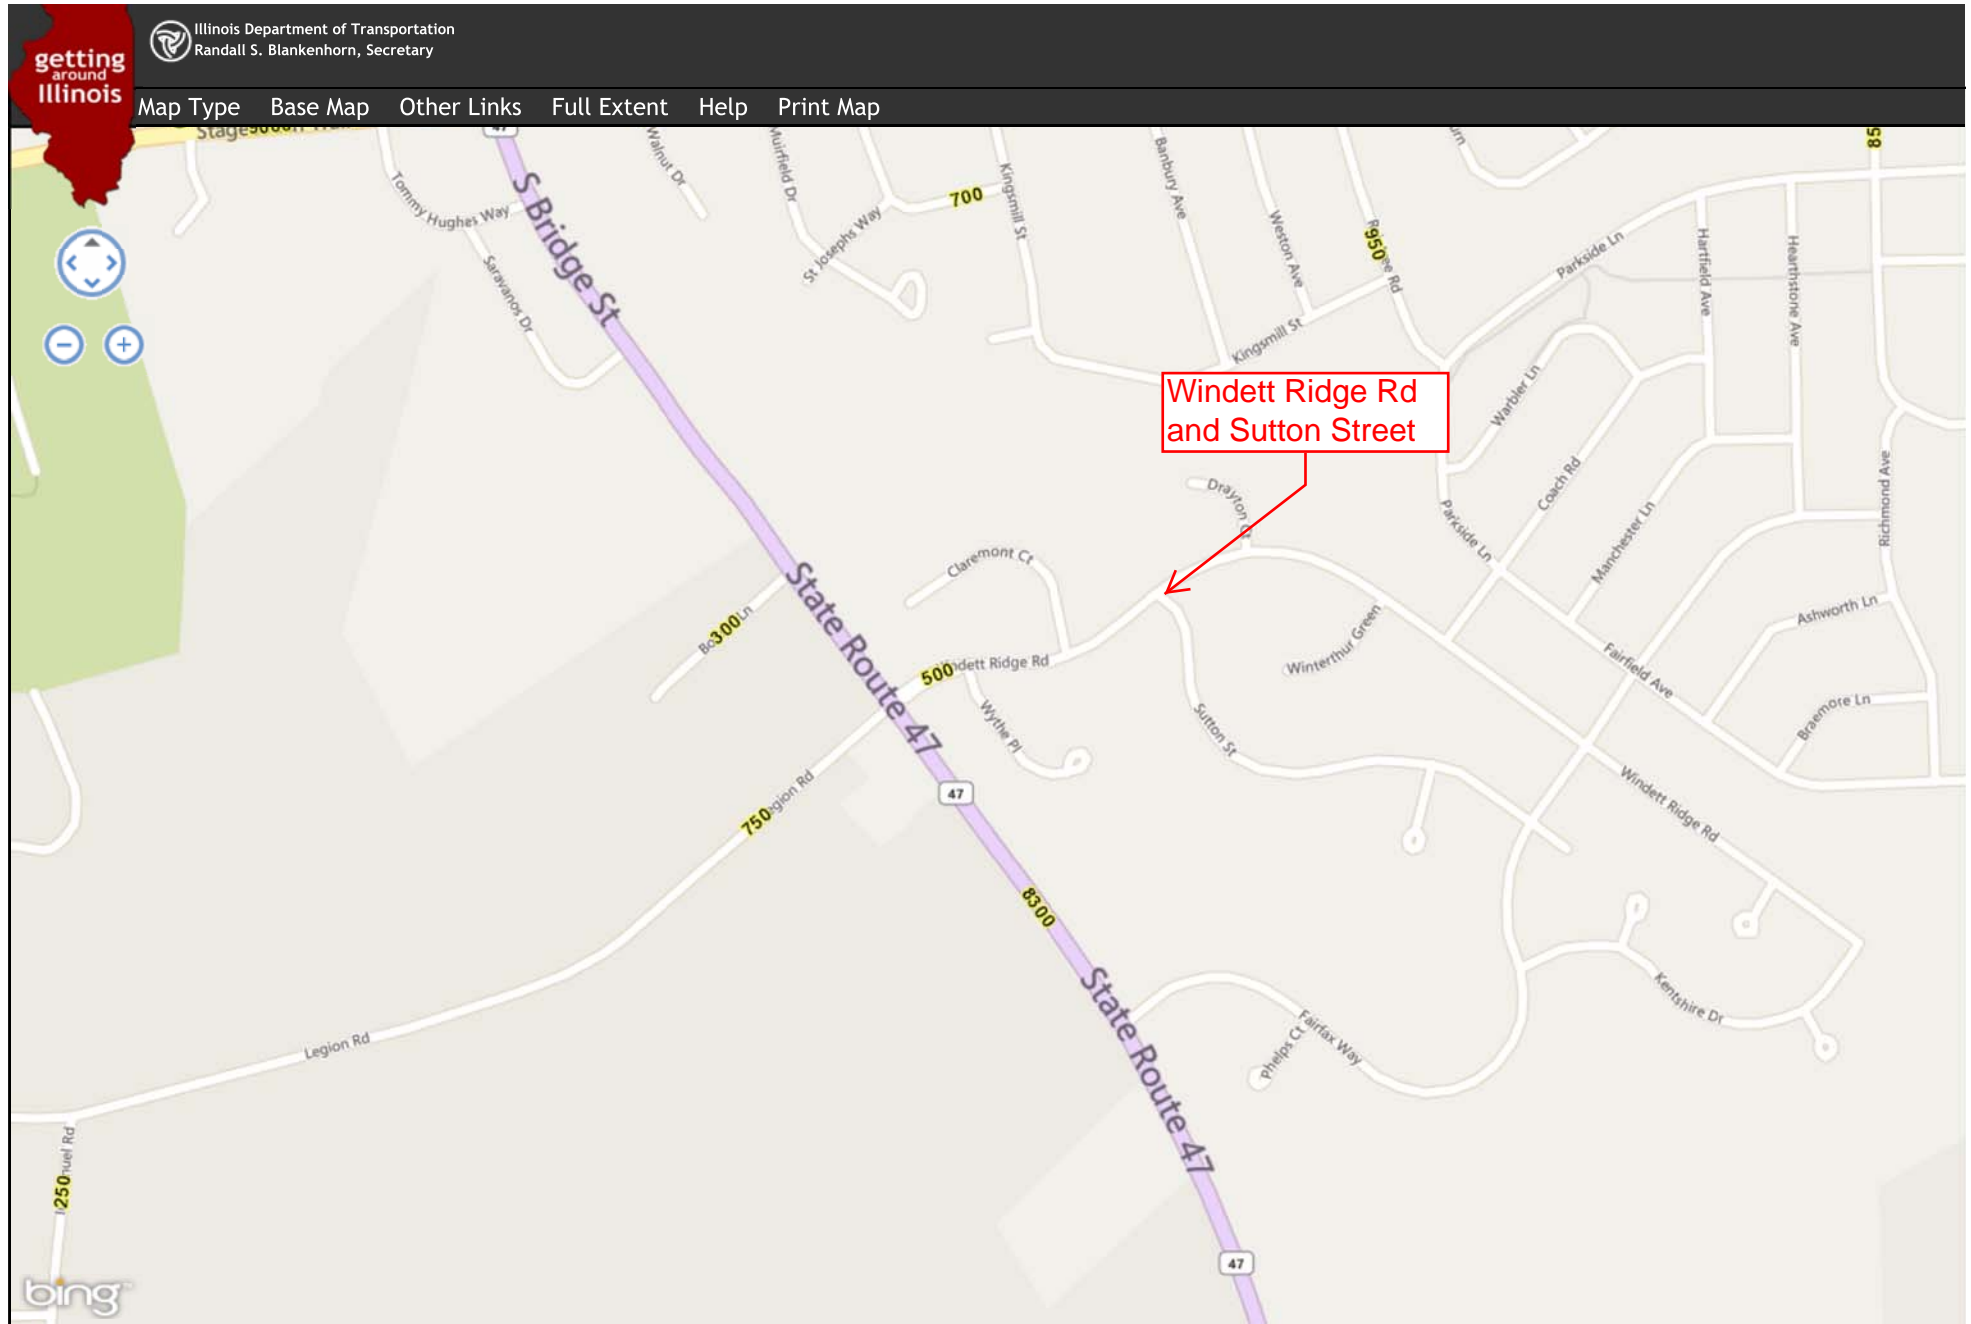 Illinois Department of Transportation
Randall S. Blankenhorn, Secretary
getting
around
Illinois
Map Type Base Map Other Links Full Extent Help Print Map
47
85
Walnut Dr
Muirfield Dr
Kingsmill St
Banbury Ave
Tommy Hughes Way
S Bridge St
700
St Josephs Way
Weston Ave
950
Parkside Ln
Hartfield Ave
Hearthstone Ave
Saravanos Dr
Kingsmill St
Windett Ridge Rd
and Sutton Street
Warbler Ln
Drayton Ct
Coach Rd
Parkside Ln
Manchester Ln
Richmond Ave
Claremont Ct
State Route 47
300
Ashworth Ln
Winterthur Green
500
Fairfield Ave
Wythe Pl
Sutton St
Braemore Ln
750
47
Windett Ridge Rd
8300
State Route 47
Kentshire Dr
Legion Rd
Phelps Ct
Fairfax Way
250
47
bing